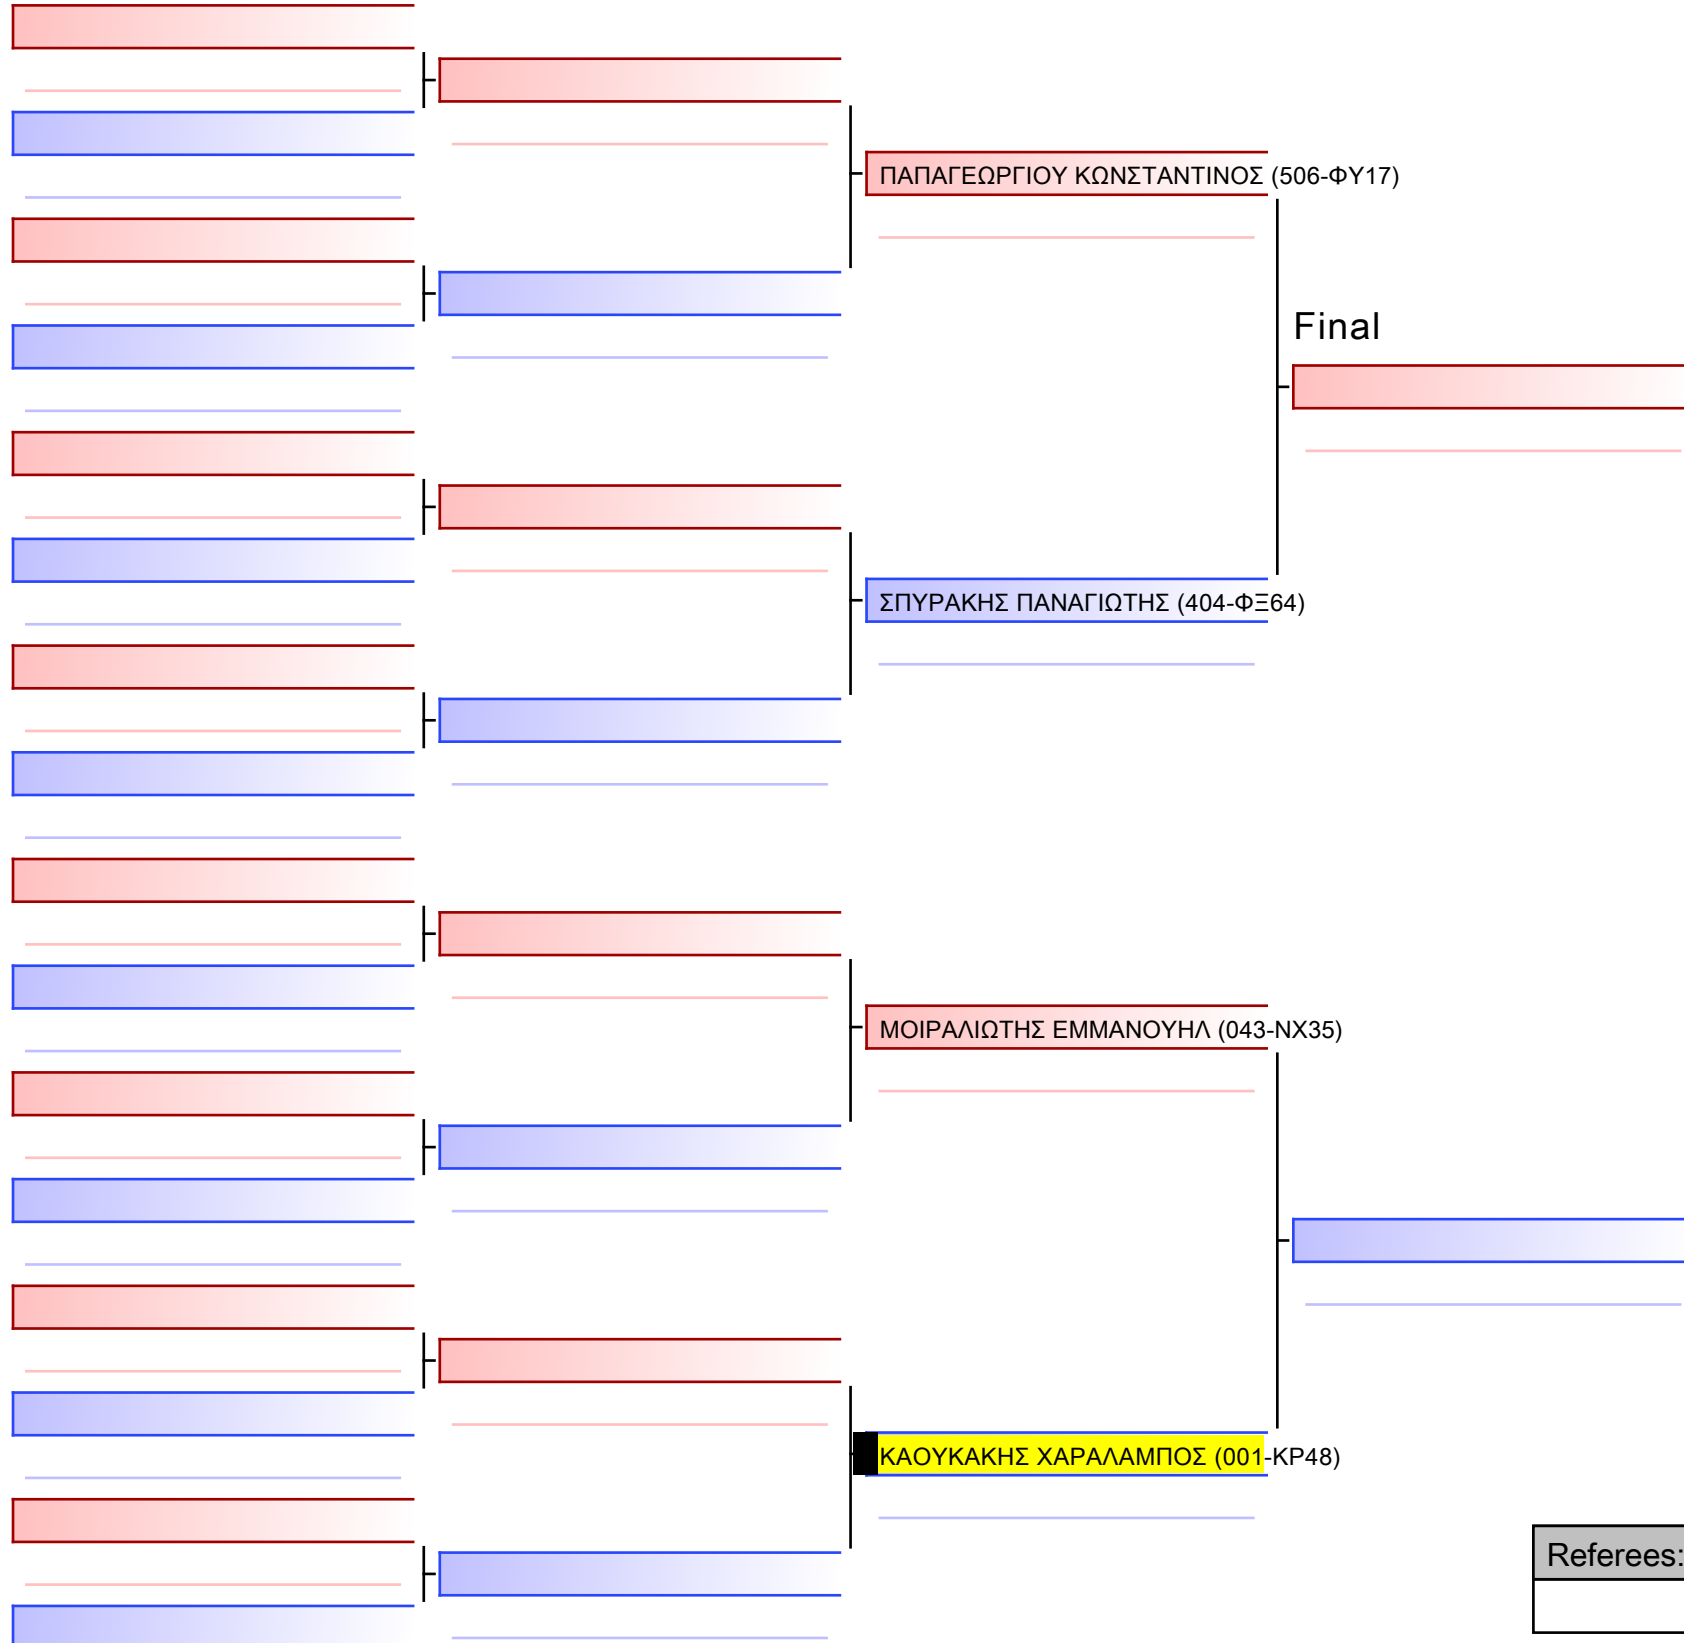 ΠΑΠΑΓΕΩΡΓΙΟΥ ΚΩΝΣΤΑΝΤΙΝΟΣ (506-ΦΥ17)
Final
ΣΠΥΡΑΚΗΣ ΠΑΝΑΓΙΩΤΗΣ (404-ΦΞ64)
ΜΟΙΡΑΛΙΩΤΗΣ ΕΜΜΑΝΟΥΗΛ (043-ΝΧ35)
ΚΑΟΥΚΑΚΗΣ ΧΑΡΑΛΑΜΠΟΣ (001-ΚΡ48)
Referees: